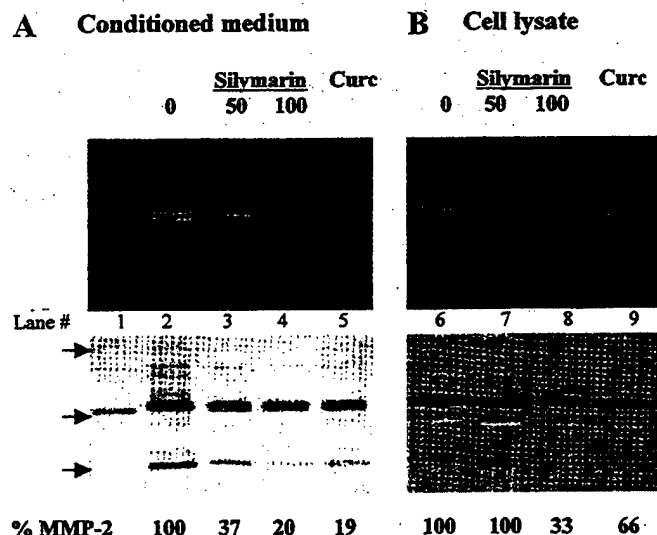 A Conditioned medium B Cell lysate
Silymarin Curc Silymarin Curc
0 50 100 0 50 100
Lane # 1 2 3 4 5 6 7 8 9
% MMP-2 100 37 20 19 100 100 33 66